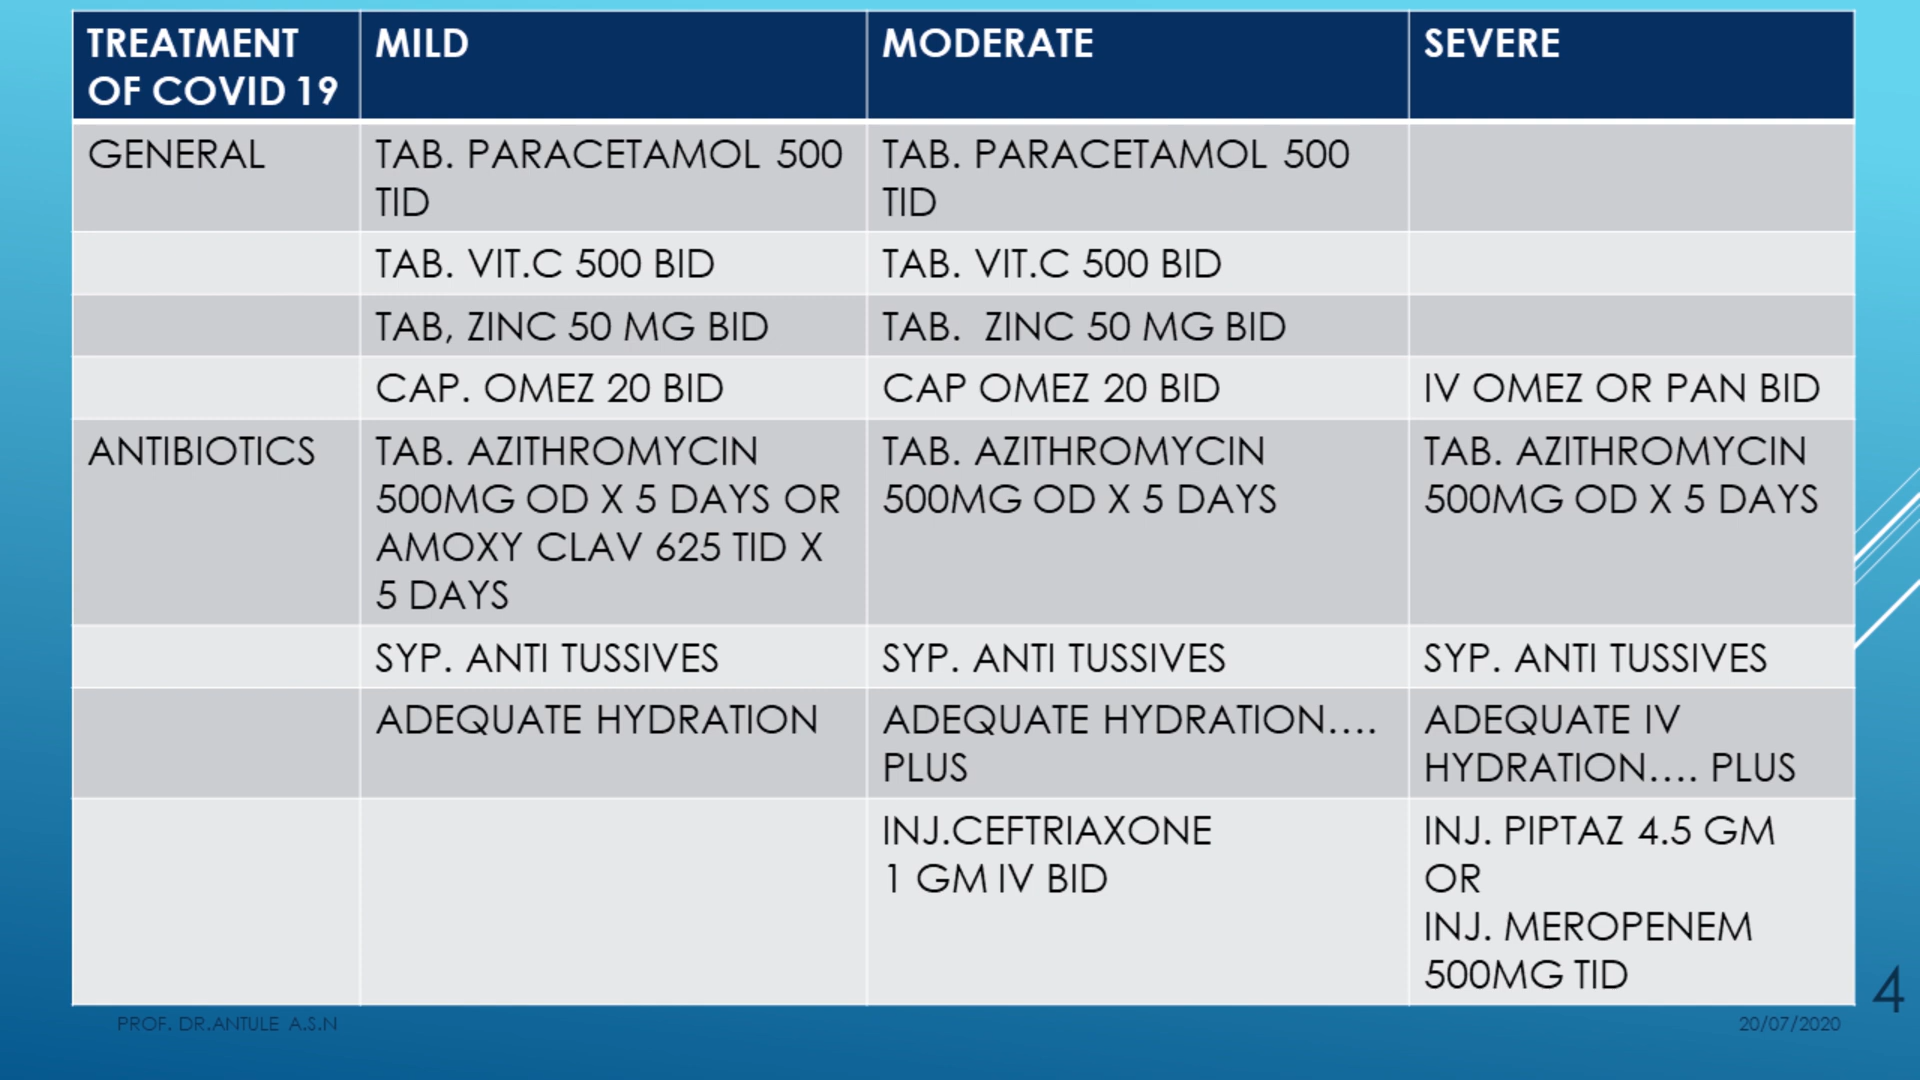 TREATMENT
OF COVID 19
MILD
MODERATE
SEVERE
GENERAL
TAB. PARACETAMOL 500
TID
TAB. PARACETAMOL 500
TID
TAB. VIT.C 500 BID
TAB. VIT.C 500 BID
TAB, ZINC 50 MG BID
TAB. ZINC 50 MG BID
CAP. OMEZ 20 BID
CAP OMEZ 20 BID
IV OMEZ OR PAN BID
ANTIBIOTICS
TAB. AZITHROMYCIN
500MG OD X 5 DAYS OR
AMOXY CLAV 625 TID X
5 DAYS
TAB. AZITHROMYCIN
500MG OD X 5 DAYS
TAB. AZITHROMYCIN
500MG OD X 5 DAYS
SYP. ANTI TUSSIVES
SYP. ANTI TUSSIVES
SYP. ANTI TUSSIVES
ADEQUATE HYDRATION
ADEQUATE HYDRATION....
PLUS
ADEQUATE IV
HYDRATION.... PLUS
INJ.CEFTRIAXONE
1 GM IV BID
INJ. PIPTAZ 4.5 GM
OR
INJ. MEROPENEM
500MG TID
4
PROF. DR.ANTULE A.S.N
20/07/2020